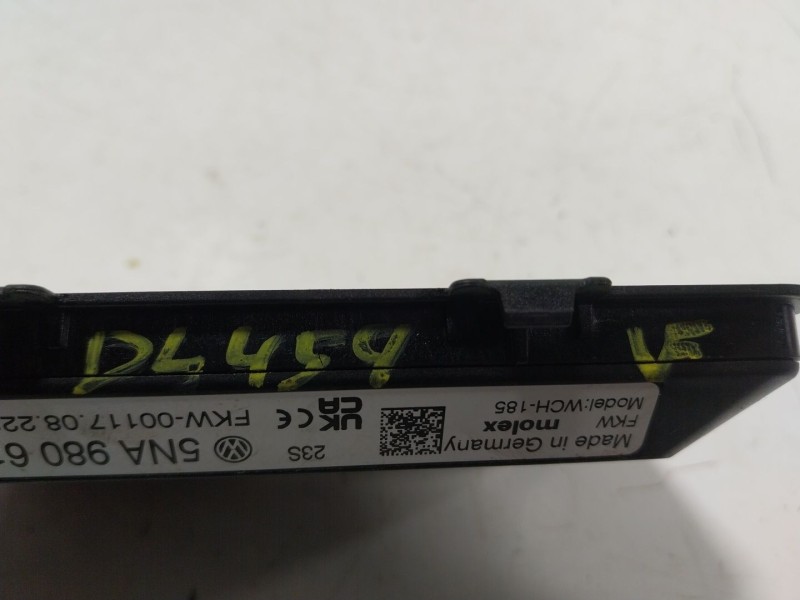 Made in Germany
molex
FKW
Model:WCH-185
23S
UK
CA
CE
5NA 980 6
FKW-00117.08.22